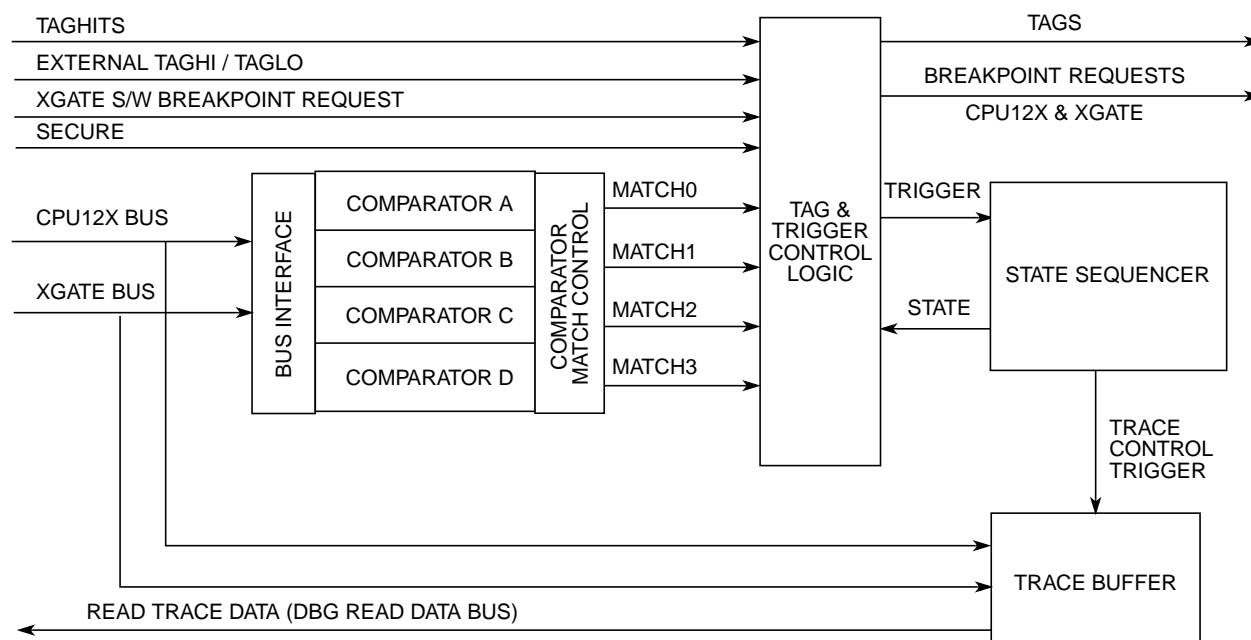 TAGHITS
TAGS
EXTERNAL TAGHI / TAGLO
BREAKPOINT REQUESTS
XGATE S/W BREAKPOINT REQUEST
CPU12X & XGATE
SECURE
CPU12X BUS
XGATE BUS
BUS INTERFACE
COMPARATOR A
COMPARATOR B
COMPARATOR C
COMPARATOR D
COMPARATOR
MATCH CONTROL
MATCH0
MATCH1
MATCH2
MATCH3
TAG &
TRIGGER
CONTROL
LOGIC
TRIGGER
STATE
STATE SEQUENCER
TRACE
CONTROL
TRIGGER
TRACE BUFFER
READ TRACE DATA (DBG READ DATA BUS)